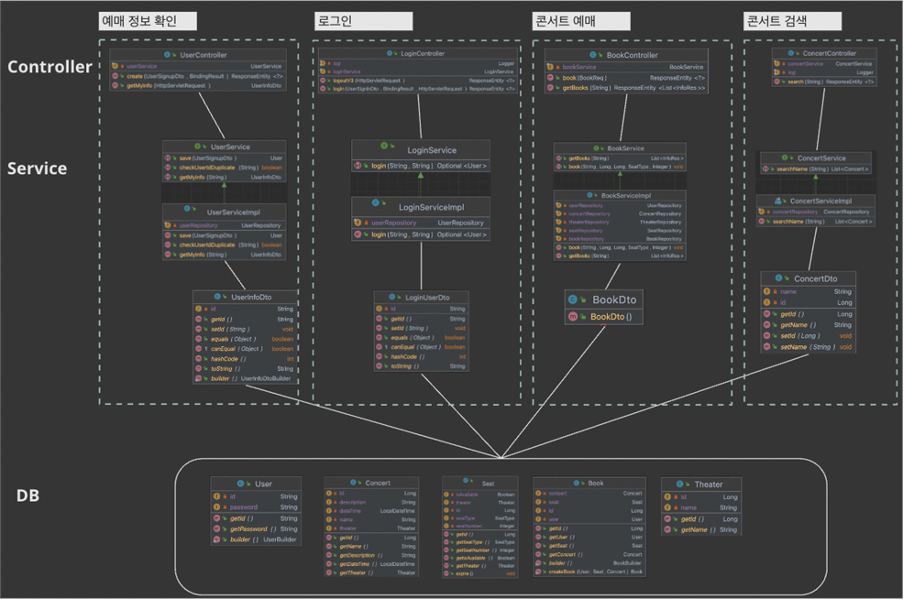 예매 정보 확인
로그인
콘서트 예매
콘서트 검색
Controller
UserController
userService UserService
create (UserSignupDto , BindingResult ) ResponseEntity <?>
getMyInfo (HttpServletRequest ) UserInfoDto
LoginController
log Logger
loginService LoginService
logoutV3 (HttpServletRequest ) ResponseEntity <?>
login (UserSignInDto , BindingResult , HttpServletRequest ) ResponseEntity <?>
BookController
bookService BookService
book (BookReq ) ResponseEntity <?>
getBooks (String ) ResponseEntity <List <InfoRes >>
ConcertController
concertService ConcertService
log Logger
search (String ) ResponseEntity <?>
Service
UserService
save (UserSignupDto ) User
checkUserIdDuplicate (String ) boolean
getMyInfo (String ) UserInfoDto
UserServiceImpl
userRepository UserRepository
save (UserSignupDto ) User
checkUserIdDuplicate (String ) boolean
getMyInfo (String ) UserInfoDto
LoginService
login (String , String ) Optional <User >
LoginServiceImpl
userRepository UserRepository
login (String , String ) Optional <User >
BookService
getBooks (String ) List <InfoRes >
book (String, Long, Long, SeatType, Integer ) void
BookServiceImpl
userRepository UserRepository
concertRepository ConcertRepository
theaterRepository TheaterRepository
seatRepository SeatRepository
bookRepository BookRepository
book (String, Long, Long, SeatType, Integer ) void
getBooks (String ) List <InfoRes >
ConcertService
searchName (String ) List <Concert >
ConcertServiceImpl
concertRepository ConcertRepository
searchName (String ) List <Concert >
UserInfoDto
id String
getId () String
setId (String ) void
equals (Object ) boolean
canEqual (Object ) boolean
hashCode () int
toString () String
builder () UserInfoDtoBuilder
LoginUserDto
id String
getId () String
setId (String ) void
equals (Object ) boolean
canEqual (Object ) boolean
hashCode () int
toString () String
BookDto
BookDto ()
ConcertDto
name String
id Long
getId () Long
getName () String
setId (Long ) void
setName (String ) void
DB
User
id String
password String
getId () String
getPassword () String
builder () UserBuilder
Concert
id Long
description String
dateTime LocalDateTime
name String
theater Theater
getId () Long
getName () String
getDescription () String
getDateTime () LocalDateTime
getTheater () Theater
Seat
isAvailable Boolean
theater Theater
id Long
seatType SeatType
seatNumber Integer
getId () Long
getSeatType () SeatType
getSeatNumber () Integer
getIsAvailable () Boolean
getTheater () Theater
expire () void
Book
concert Concert
seat Seat
id Long
user User
getId () Long
getUser () User
getSeat () Seat
getConcert () Concert
builder () BookBuilder
createBook (User, Seat, Concert ) Book
Theater
id Long
name String
getId () Long
getName () String